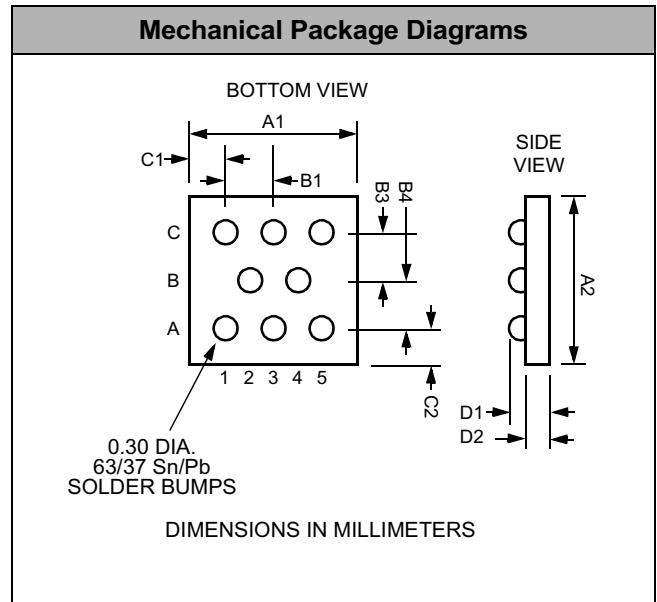 Mechanical Package Diagrams
BOTTOM VIEW
A1
SIDE
VIEW
C1
B1
B3
B4
C
B
A
A2
1 2 3 4 5
C2
D1
D2
0.30 DIA.
63/37 Sn/Pb
SOLDER BUMPS
DIMENSIONS IN MILLIMETERS